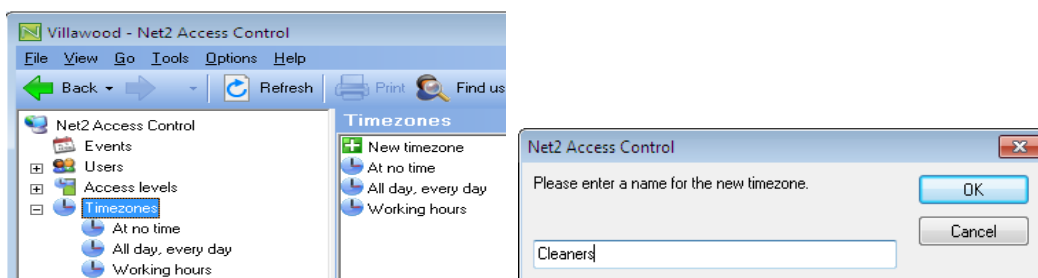 Villawood - Net2 Access Control
File View Go Tools Options Help
Back Refresh Print Find us
Net2 Access Control
Events
Users
Access levels
Timezones
At no time
All day, every day
Working hours
Timezones
New timezone
At no time
All day, every day
Working hours
Net2 Access Control
Please enter a name for the new timezone.
OK
Cancel
Cleaners